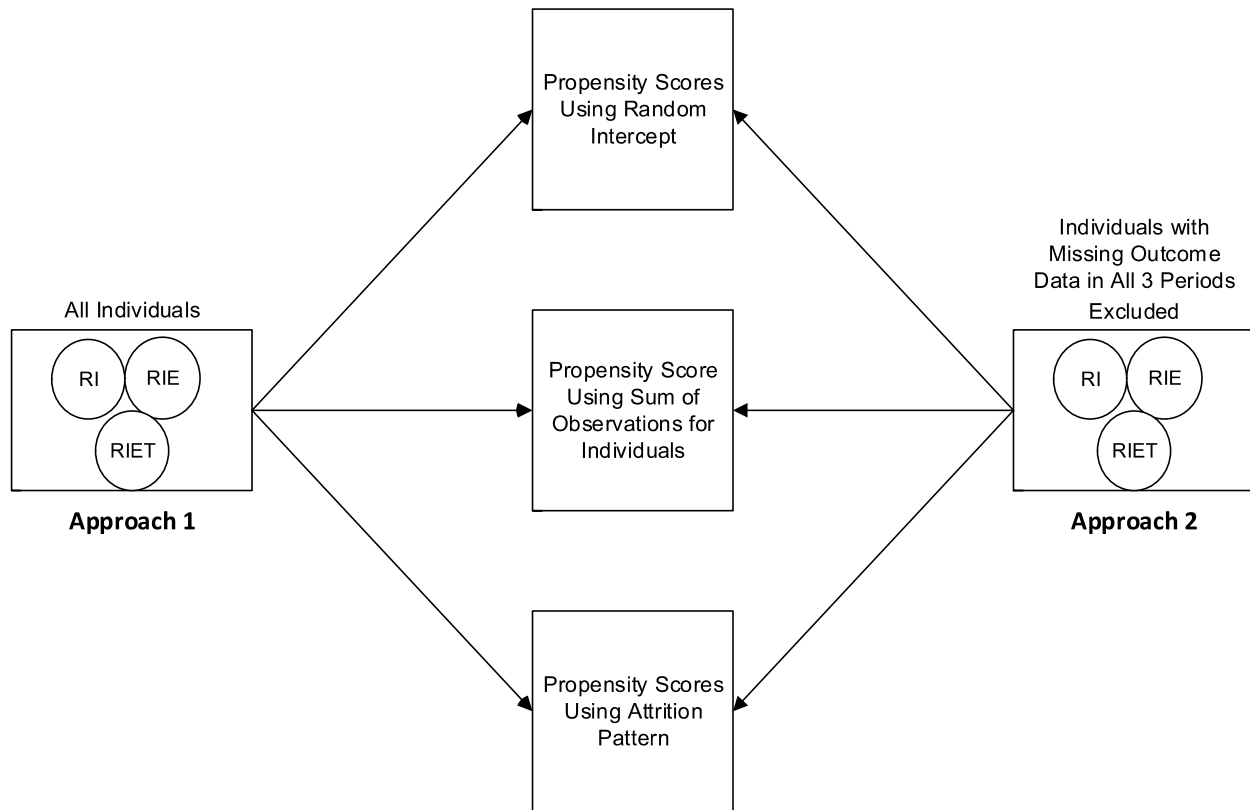 Propensity Scores
Using Random
Intercept
All Individuals
RI
RIE
RIET
Approach 1
Propensity Score
Using Sum of
Observations for
Individuals
Individuals with
Missing Outcome
Data in All 3 Periods
Excluded
RI
RIE
RIET
Approach 2
Propensity Scores
Using Attrition
Pattern